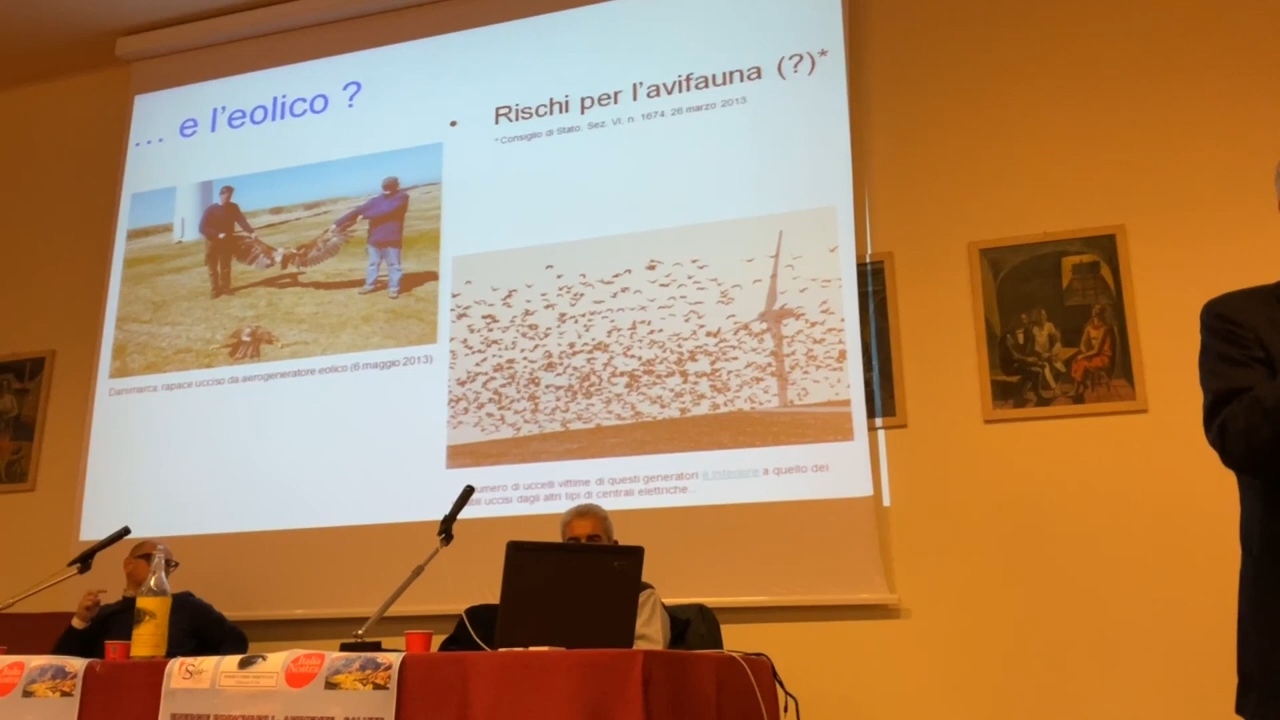 ... e l'eolico ?
• Rischi per l'avifauna (?)*
*Consiglio di Stato, Sez. VI, n. 1674, 26 marzo 2013
Danimarca, rapace ucciso da aerogeneratore eolico (6 maggio 2013)
numero di uccelli vittime di questi generatori è inferiore a quello dei
uccisi dagli altri tipi di centrali elettriche...
Italia
Nostra